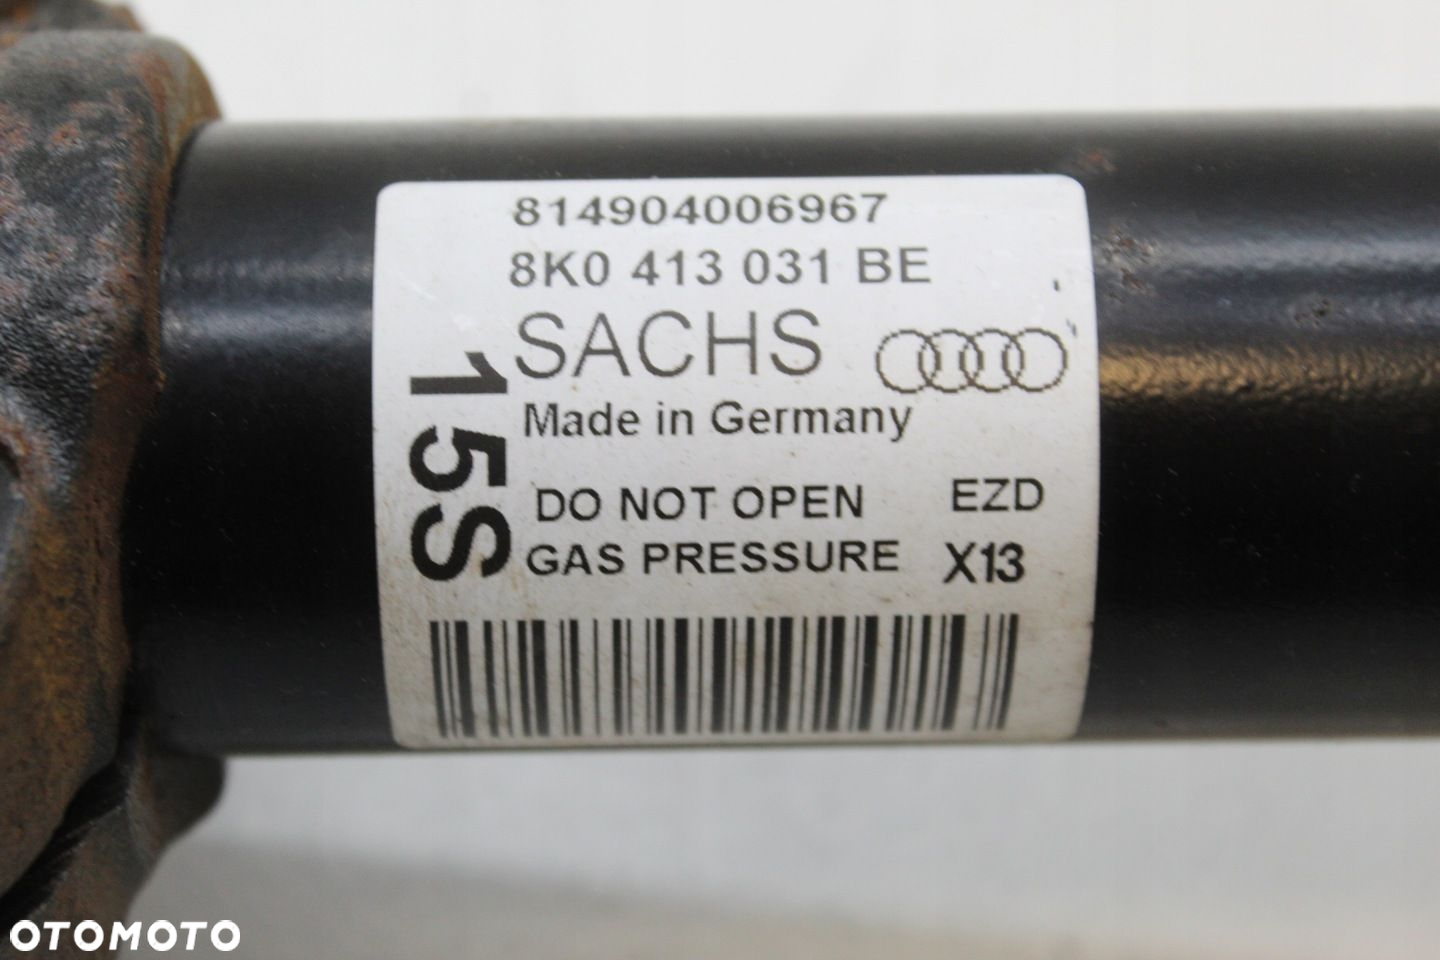 814904006967
8K0 413 031 BE
SACHS
Made in Germany
15S
DO NOT OPEN EZD
GAS PRESSURE X13
OTOMOTO